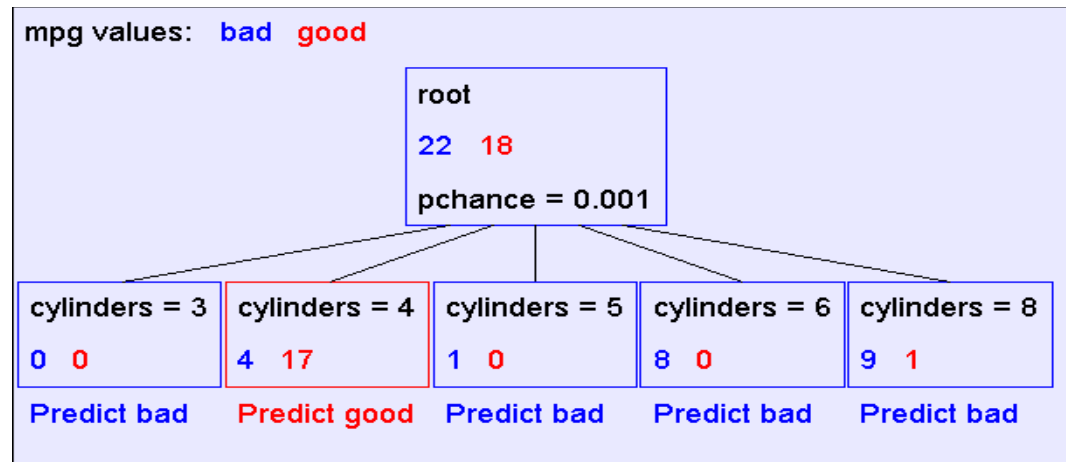 mpg values: bad good
root
22 18
pchance = 0.001
cylinders = 3
0 0
Predict bad
cylinders = 4
4 17
Predict good
cylinders = 5
1 0
Predict bad
cylinders = 6
8 0
Predict bad
cylinders = 8
9 1
Predict bad